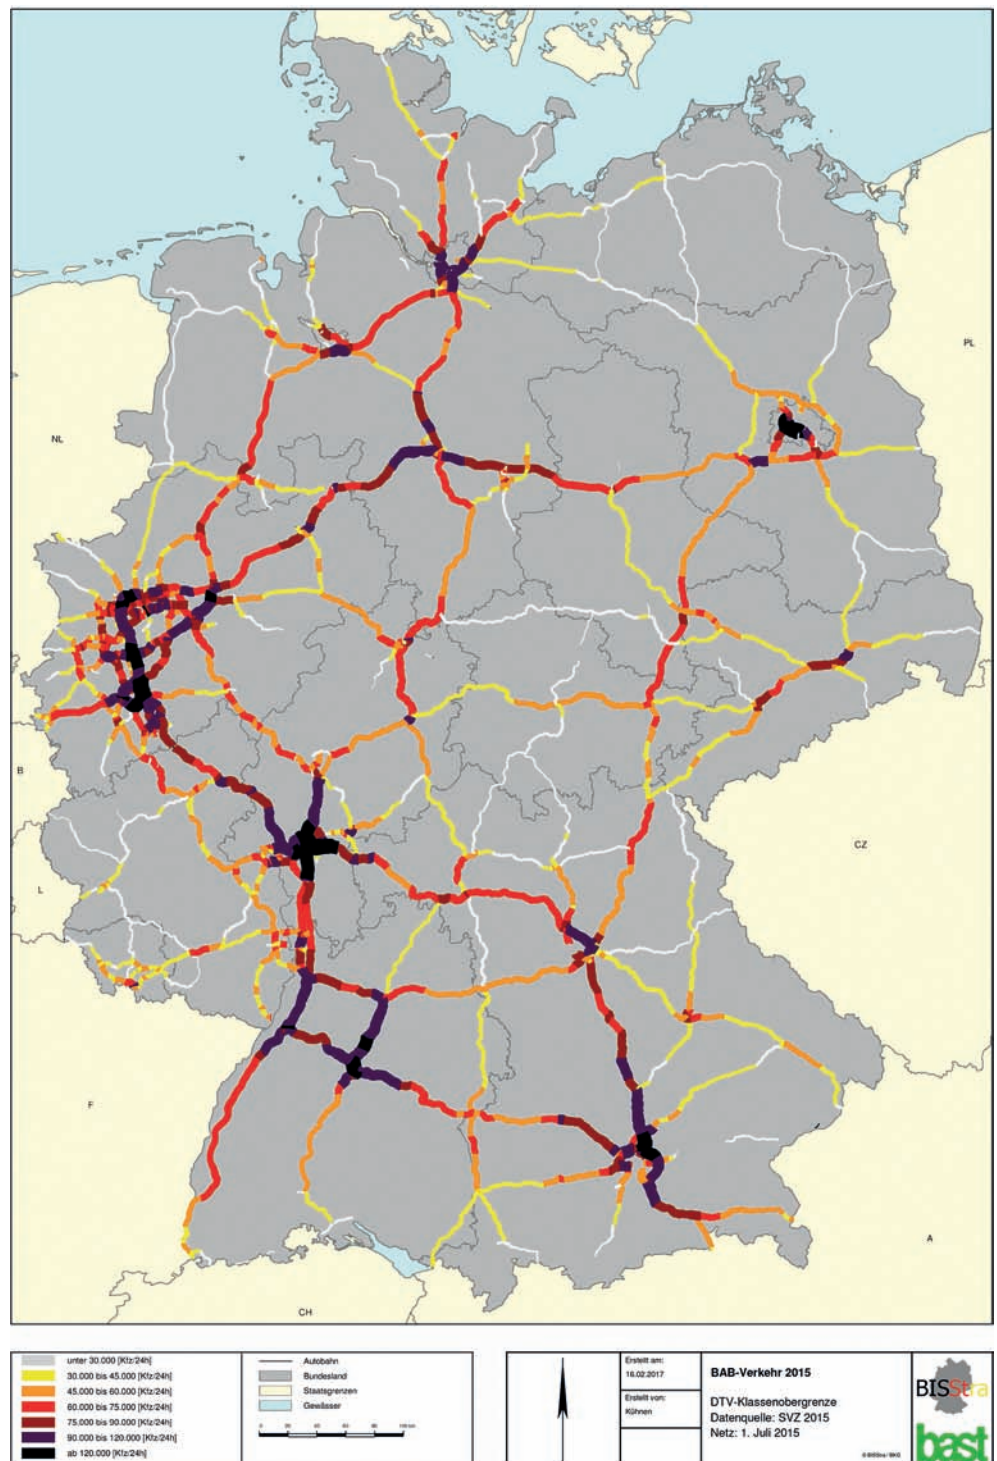 PL
NL
B
CZ
L
F
A
CH
unter 30.000 [Kfz/24h]
30.000 bis 45.000 [Kfz/24h]
45.000 bis 60.000 [Kfz/24h]
60.000 bis 75.000 [Kfz/24h]
75.000 bis 90.000 [Kfz/24h]
90.000 bis 120.000 [Kfz/24h]
ab 120.000 [Kfz/24h]
Autobahn
Bundesland
Staatsgrenzen
Gewässer
Erstellt am:
16.02.2017
Erstellt von:
Kühnen
BAB-Verkehr 2015
DTV-Klassenobergrenze
Datenquelle: SVZ 2015
Netz: 1. Juli 2015
BISStra
bast